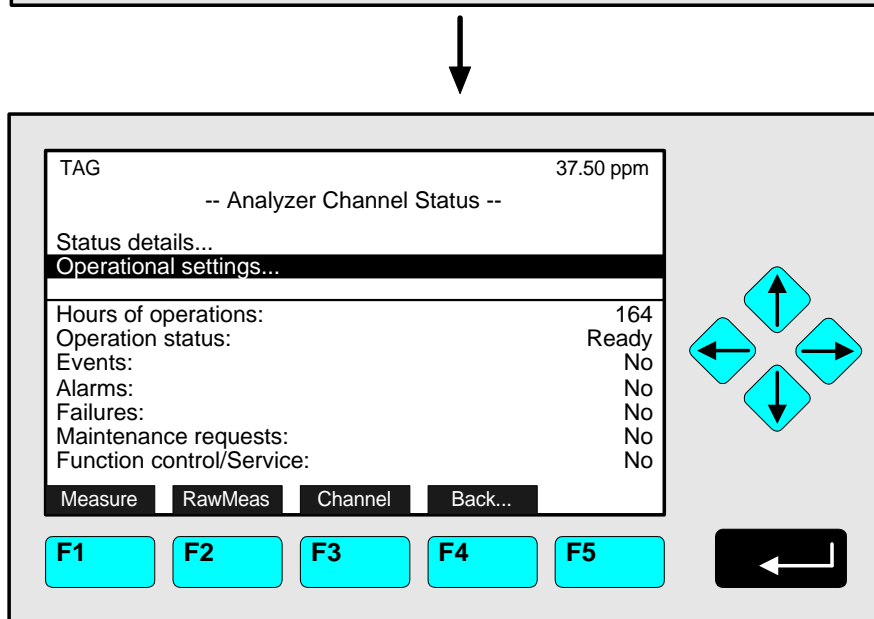 TAG 37.50 ppm
-- Analyzer Channel Status --
Status details...
Operational settings...
Hours of operations: 164
Operation status: Ready
Events: No
Alarms: No
Failures: No
Maintenance requests: No
Function control/Service: No
Measure RawMeas Channel Back...
F1 F2 F3 F4 F5